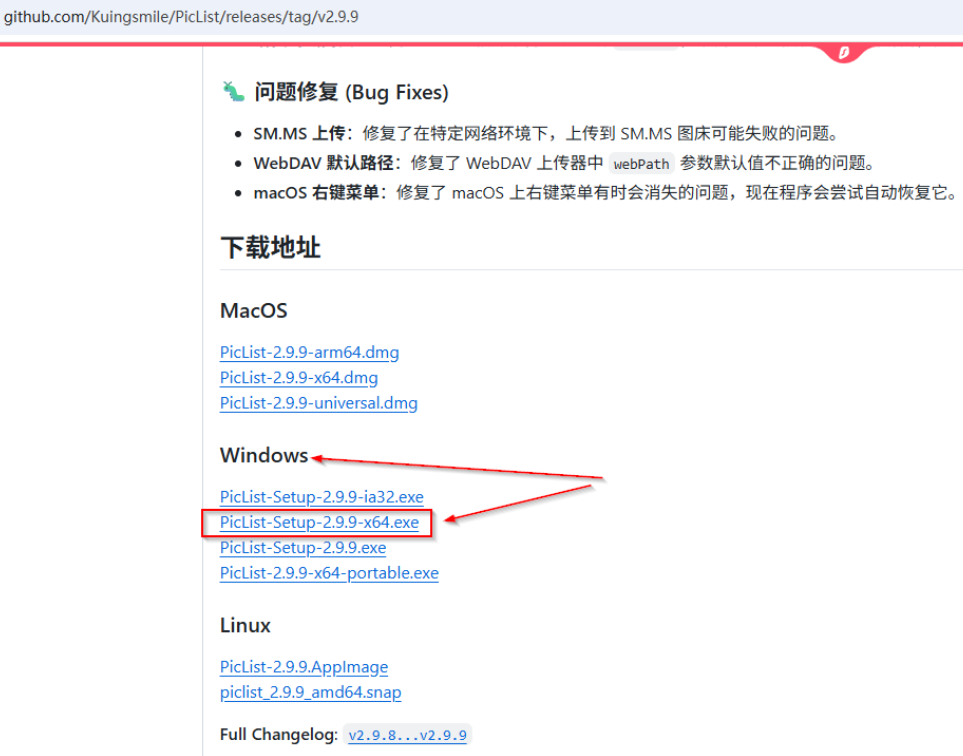 github.com/Kuingsmile/PicList/releases/tag/v2.9.9
问题修复 (Bug Fixes)
SM.MS 上传：修复了在特定网络环境下，上传到 SM.MS 图床可能失败的问题。
WebDAV 默认路径：修复了 WebDAV 上传器中 webPath 参数默认值不正确的问题。
macOS 右键菜单：修复了 macOS 上右键菜单有时会消失的问题，现在程序会尝试自动恢复它。
下载地址
MacOS
PicList-2.9.9-arm64.dmg
PicList-2.9.9-x64.dmg
PicList-2.9.9-universal.dmg
Windows
PicList-Setup-2.9.9-ia32.exe
PicList-Setup-2.9.9-x64.exe
PicList-Setup-2.9.9.exe
PicList-2.9.9-x64-portable.exe
Linux
PicList-2.9.9.AppImage
piclist_2.9.9_amd64.snap
Full Changelog: v2.9.8...v2.9.9